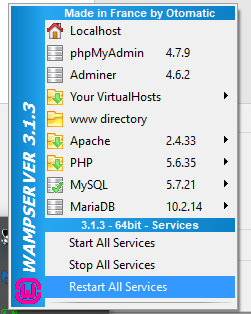 Made in France by Otomatic
WAMPSERVER 3.1.3
Localhost
phpMyAdmin 4.7.9
Adminer 4.6.2
Your VirtualHosts
www directory
Apache 2.4.33
PHP 5.6.35
MySQL 5.7.21
MariaDB 10.2.14
3.1.3 - 64bit - Services
Start All Services
Stop All Services
Restart All Services